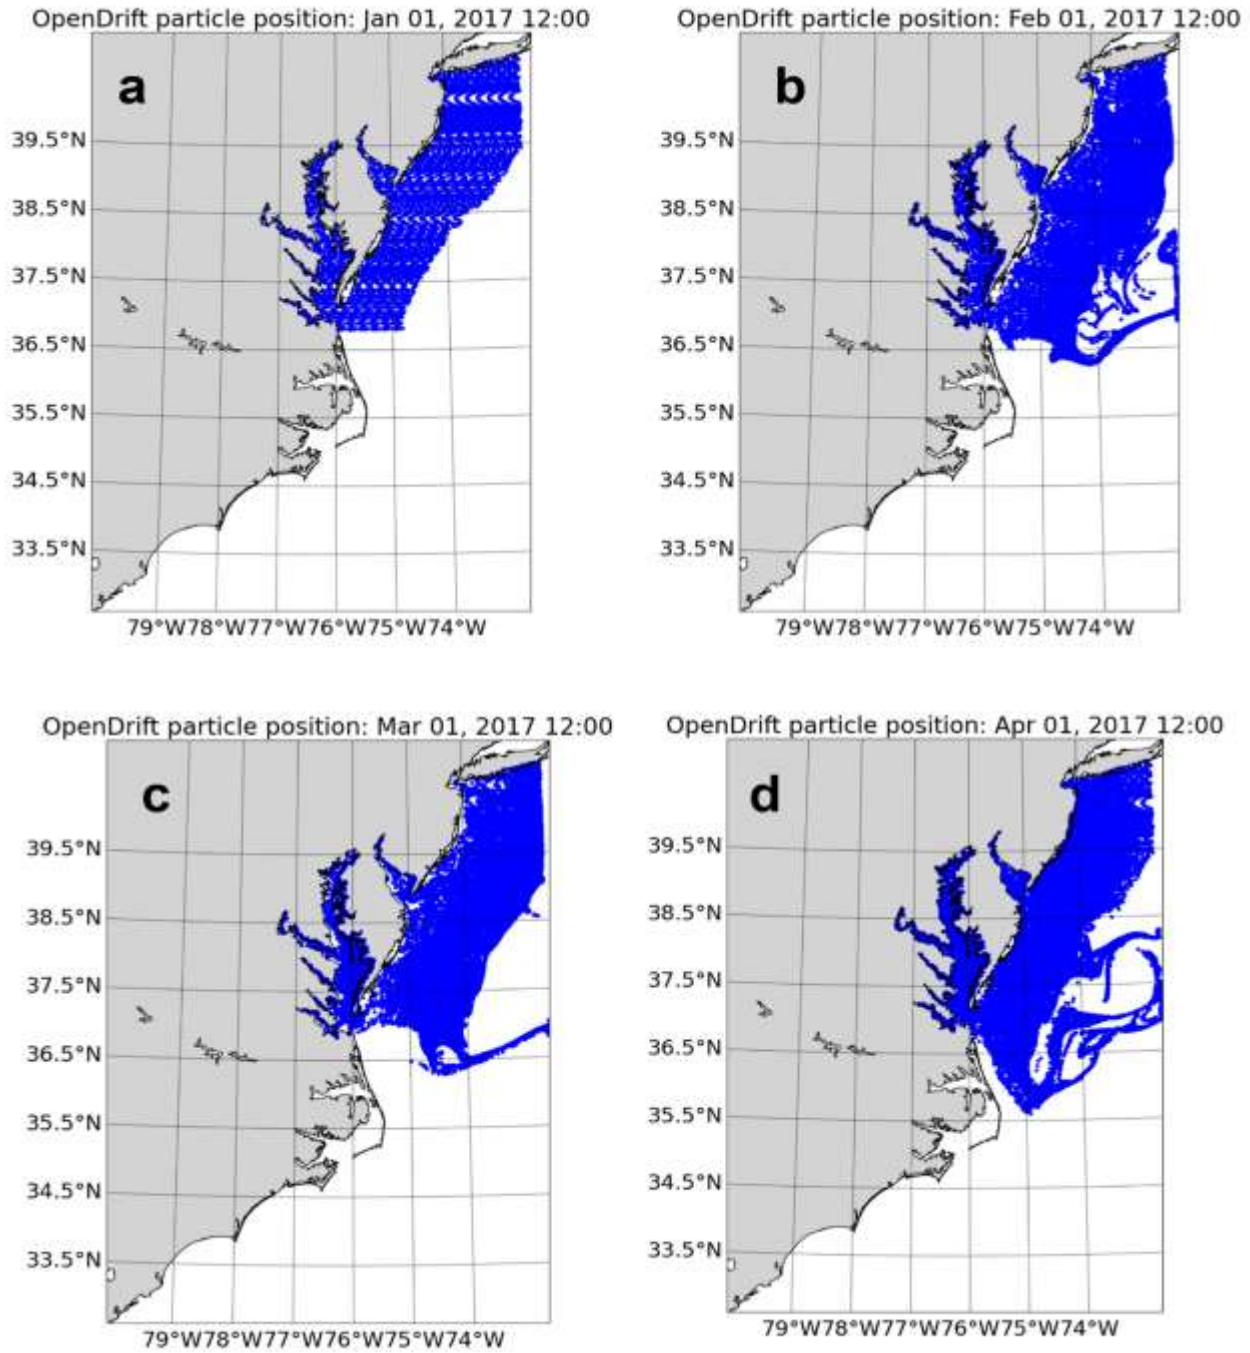 OpenDrift particle position: Jan 01, 2017 12:00
a
39.5°N
38.5°N
37.5°N
36.5°N
35.5°N
34.5°N
33.5°N
79°W78°W77°W76°W75°W74°W
OpenDrift particle position: Feb 01, 2017 12:00
b
39.5°N
38.5°N
37.5°N
36.5°N
35.5°N
34.5°N
33.5°N
79°W78°W77°W76°W75°W74°W
OpenDrift particle position: Mar 01, 2017 12:00
c
39.5°N
38.5°N
37.5°N
36.5°N
35.5°N
34.5°N
33.5°N
79°W78°W77°W76°W75°W74°W
OpenDrift particle position: Apr 01, 2017 12:00
d
39.5°N
38.5°N
37.5°N
36.5°N
35.5°N
34.5°N
33.5°N
79°W78°W77°W76°W75°W74°W